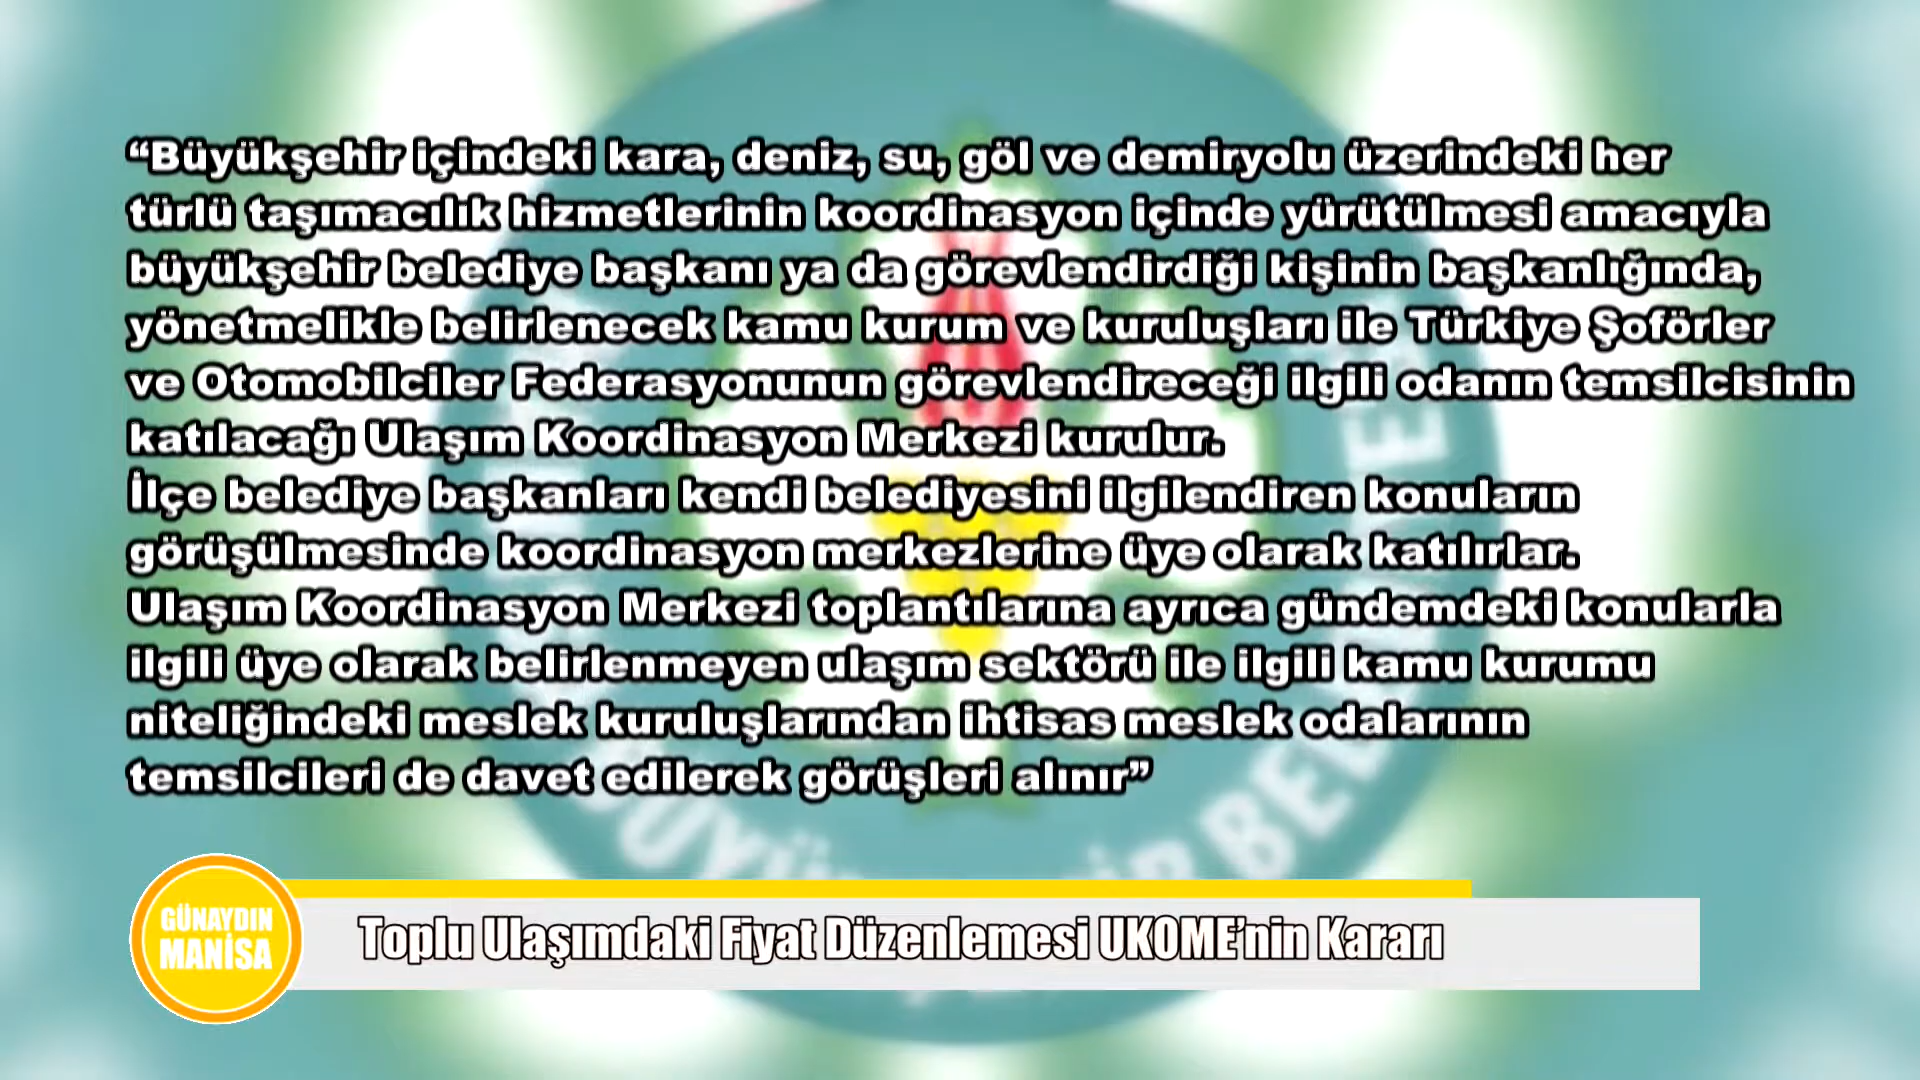 “Büyükşehir içindeki kara, deniz, su, göl ve demiryolu üzerindeki her
türlü taşımacılık hizmetlerinin koordinasyon içinde yürütülmesi amacıyla
büyükşehir belediye başkanı ya da görevlendirdiği kişinin başkanlığında,
yönetmelikle belirlenecek kamu kurum ve kuruluşları ile Türkiye Şoförler
ve Otomobilciler Federasyonunun görevlendireceği ilgili odanın temsilcisinin
katılacağı Ulaşım Koordinasyon Merkezi kurulur.
İlçe belediye başkanları kendi belediyesini ilgilendiren konuların
görüşülmesinde koordinasyon merkezlerine üye olarak katılırlar.
Ulaşım Koordinasyon Merkezi toplantılarına ayrıca gündemdeki konularla
ilgili üye olarak belirlenmeyen ulaşım sektörü ile ilgili kamu kurumu
niteliğindeki meslek kuruluşlarından ihtisas meslek odalarının
temsilcileri de davet edilerek görüşleri alınır”
GÜNAYDIN
MANİSA
Toplu Ulaşımdaki Fiyat Düzenlemesi UKOME’nin Kararı